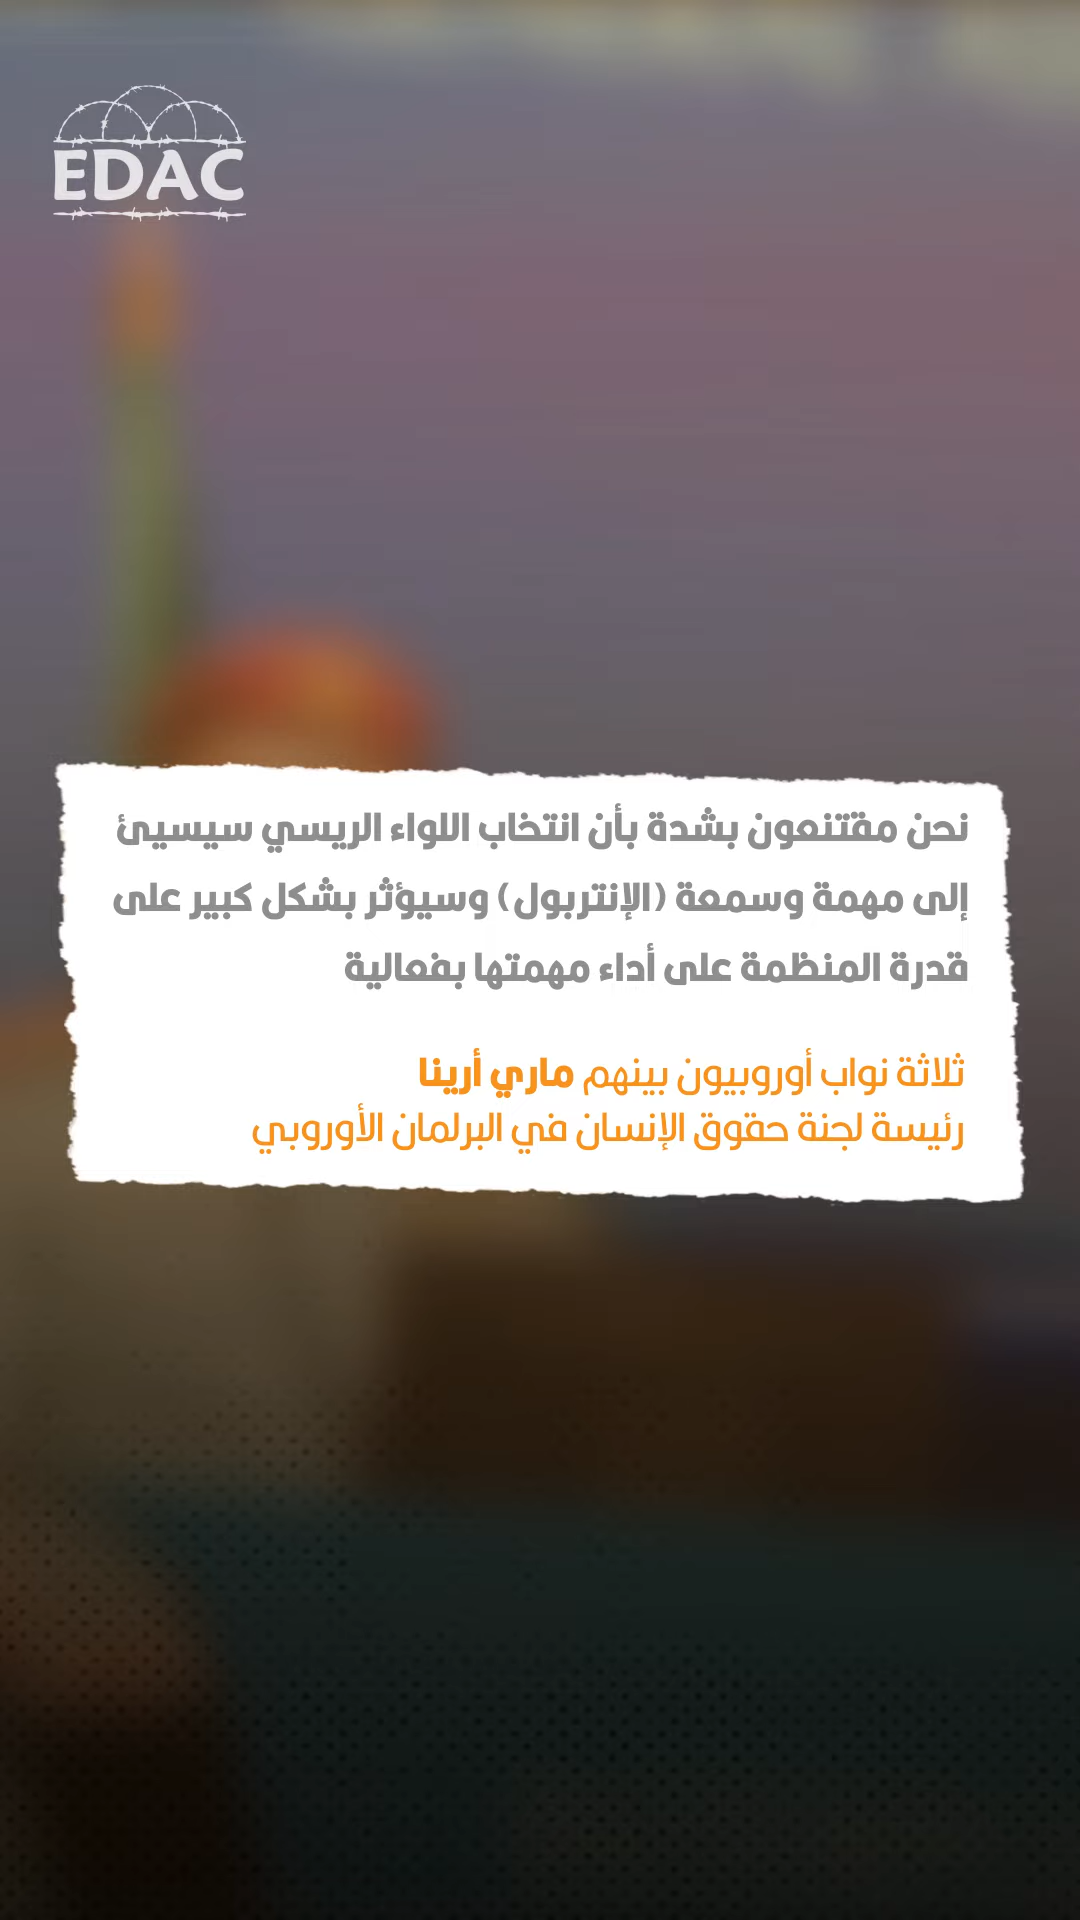 EDAC
نحن مقتنعون بشدة بأن انتخاب اللواء الريسي سيسيئ
إلى مهمة وسمعة (الإنتربول) وسيؤثر بشكل كبير على
قدرة المنظمة على أداء مهمتها بفعالية
ثلاثة نواب أوروبيون بينهم ماري أرينا
رئيسة لجنة حقوق الإنسان في البرلمان الأوروبي